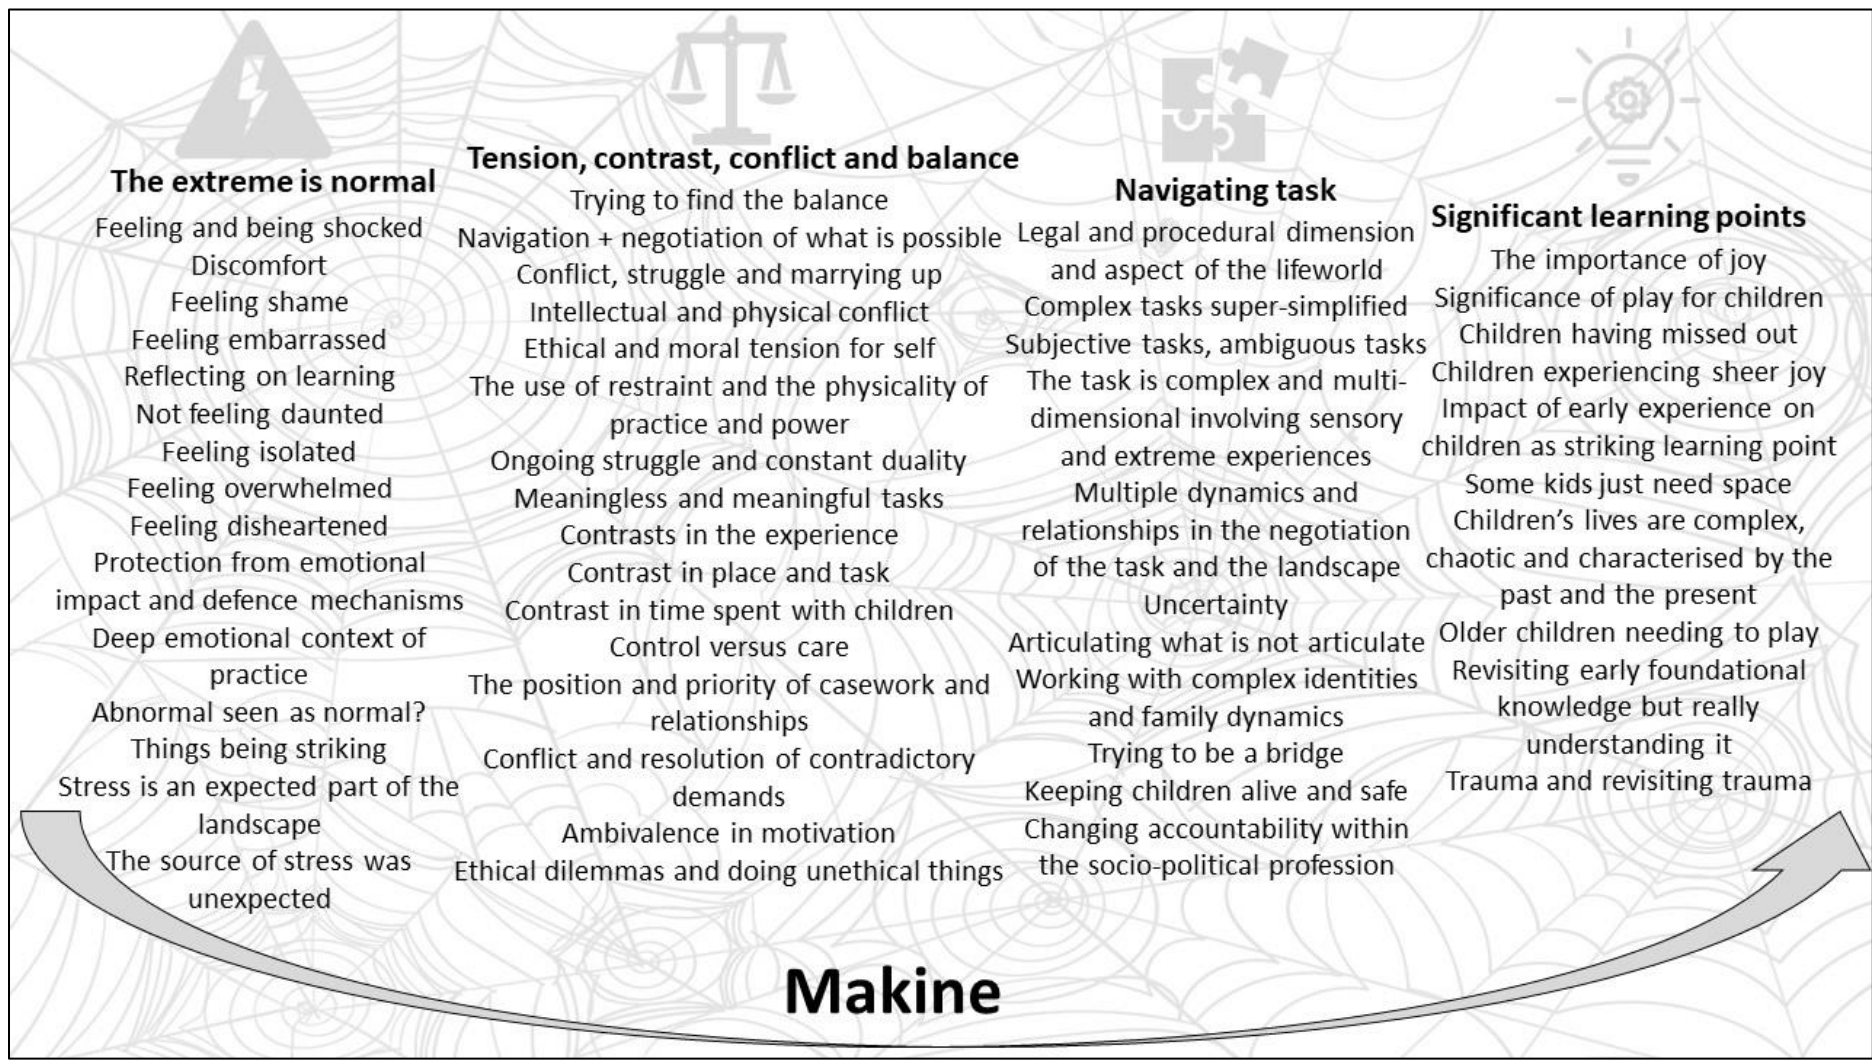 The extreme is normal
Feeling and being shocked
Discomfort
Feeling shame
Feeling embarrassed
Reflecting on learning
Not feeling daunted
Feeling isolated
Feeling overwhelmed
Feeling disheartened
Protection from emotional
impact and defence mechanisms
Deep emotional context of
practice
Abnormal seen as normal?
Things being striking
Stress is an expected part of the
landscape
The source of stress was
unexpected
Tension, contrast, conflict and balance
Trying to find the balance
Navigation + negotiation of what is possible
Conflict, struggle and marrying up
Intellectual and physical conflict
Ethical and moral tension for self
The use of restraint and the physicality of
practice and power
Ongoing struggle and constant duality
Meaningless and meaningful tasks
Contrasts in the experience
Contrast in place and task
Contrast in time spent with children
Control versus care
The position and priority of casework and
relationships
Conflict and resolution of contradictory
demands
Ambivalence in motivation
Ethical dilemmas and doing unethical things
Navigating task
Legal and procedural dimension
and aspect of the lifeworld
Complex tasks super-simplified
Subjective tasks, ambiguous tasks
The task is complex and multi-
dimensional involving sensory
and extreme experiences
Multiple dynamics and
relationships in the negotiation
of the task and the landscape
Uncertainty
Articulating what is not articulate
Working with complex identities
and family dynamics
Trying to be a bridge
Keeping children alive and safe
Changing accountability within
the socio-political profession
Significant learning points
The importance of joy
Significance of play for children
Children having missed out
Children experiencing sheer joy
Impact of early experience on
children as striking learning point
Some kids just need space
Children's lives are complex,
chaotic and characterised by the
past and the present
Older children needing to play
Revisiting early foundational
knowledge but really
understanding it
Trauma and revisiting trauma
Makine